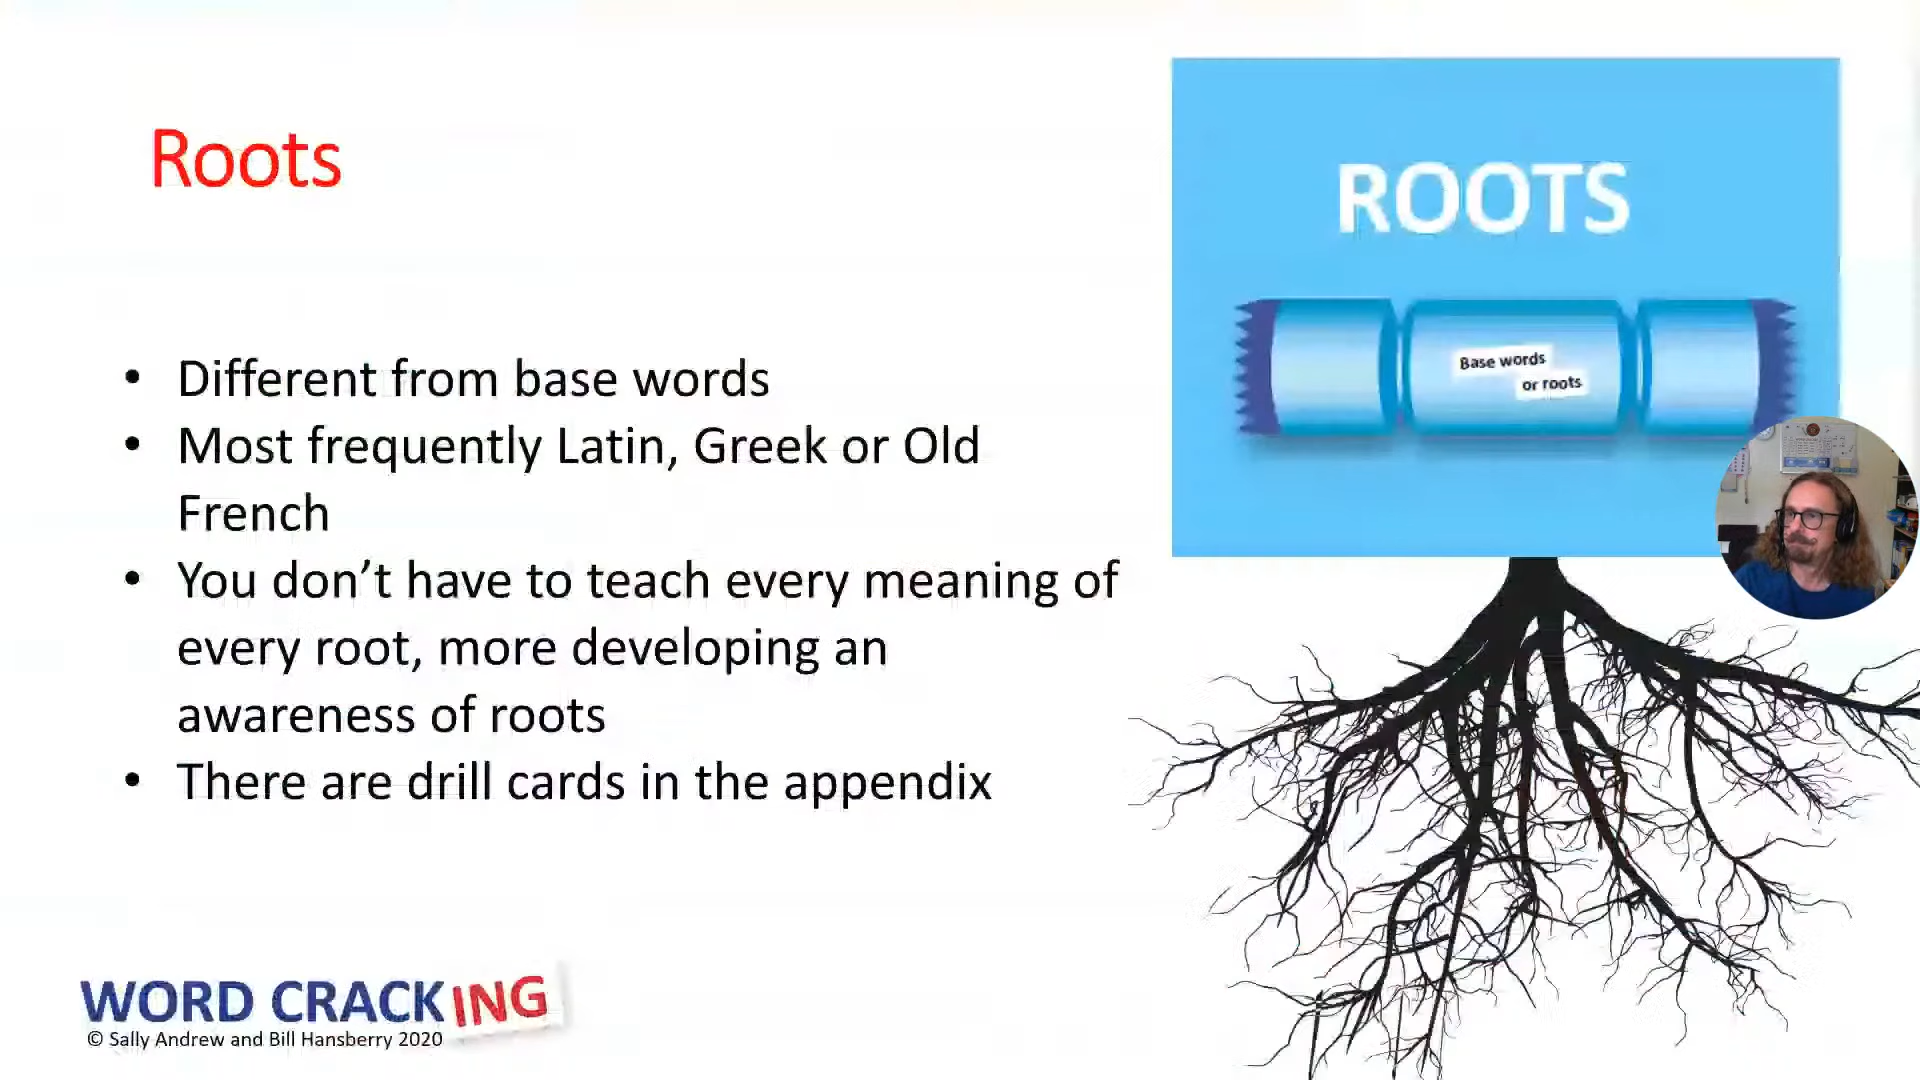 Roots
• Different from base words
• Most frequently Latin, Greek or Old
French
• You don’t have to teach every meaning of
every root, more developing an
awareness of roots
• There are drill cards in the appendix
ROOTS
Base words
or roots
WORD CRACKING
© Sally Andrew and Bill Hansberry 2020